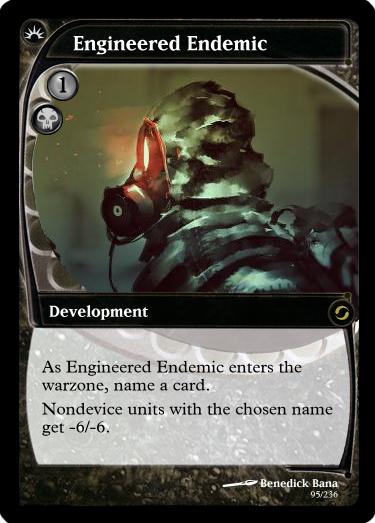 Engineered Endemic
1
Development
As Engineered Endemic enters the
warzone, name a card.
Nondevice units with the chosen name
get -6/-6.
Benedick Bana
95/236